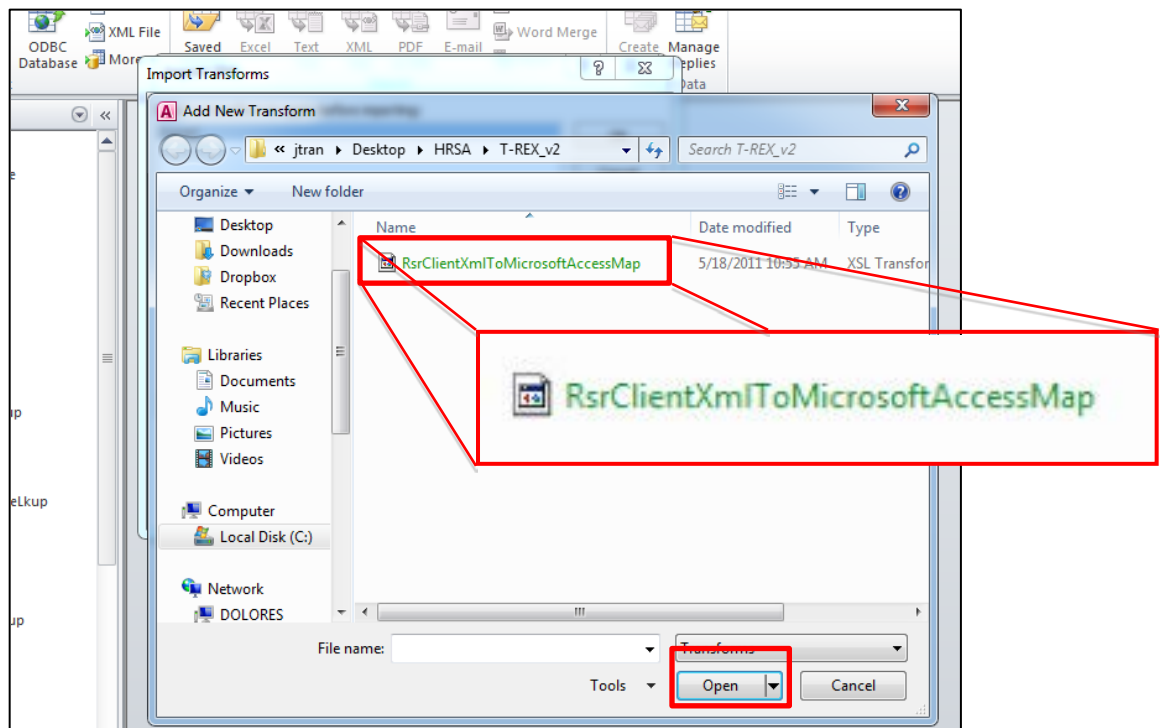 XML File
ODBC
Database
More
Saved
Excel
Text
XML
PDF
E-mail
Word Merge
Create
Manage
eplies
Data
Import Transforms
Add New Transform
« jtran ▸ Desktop ▸ HRSA ▸ T-REX_v2
Search T-REX_v2
Organize
New folder
Name
Date modified
Type
Desktop
Downloads
Dropbox
Recent Places
RsrClientXmlToMicrosoftAccessMap
5/18/2011 10:55 AM
XSL Transfor
RsrClientXmlToMicrosoftAccessMap
Libraries
Documents
Music
Pictures
Videos
Computer
Local Disk (C:)
Network
DOLORES
e
up
eLkup
up
File name:
Transforms
Tools
Open
Cancel